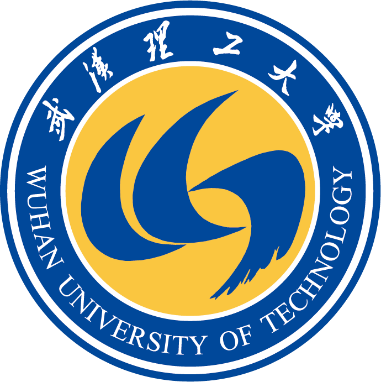 武漢理工大學
WUHAN UNIVERSITY OF TECHNOLOGY